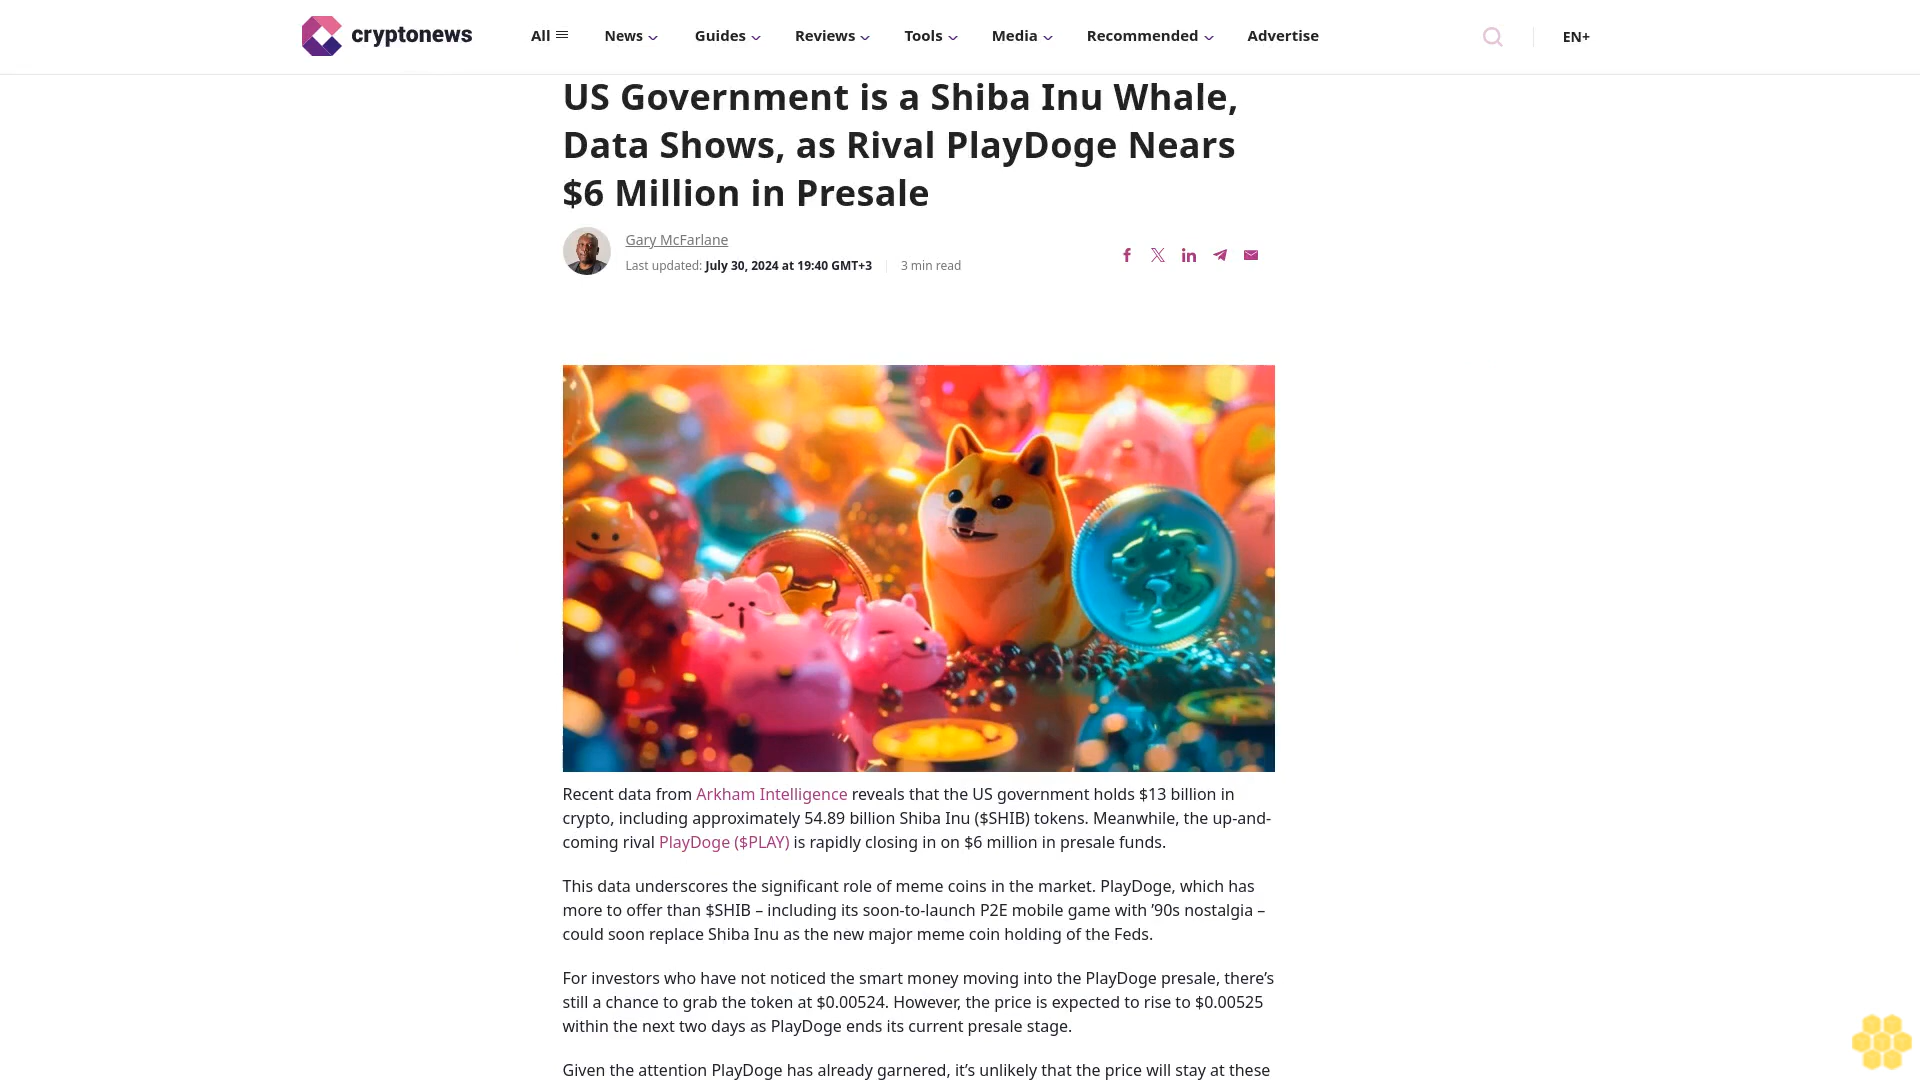 cryptonews
All
News
Guides
Reviews
Tools
Media
Recommended
Advertise
EN+
US Government is a Shiba Inu Whale,
Data Shows, as Rival PlayDoge Nears
$6 Million in Presale
Gary McFarlane
Last updated: July 30, 2024 at 19:40 GMT+3
3 min read
Recent data from Arkham Intelligence reveals that the US government holds $13 billion in
crypto, including approximately 54.89 billion Shiba Inu ($SHIB) tokens. Meanwhile, the up-and-
coming rival PlayDoge ($PLAY) is rapidly closing in on $6 million in presale funds.
This data underscores the significant role of meme coins in the market. PlayDoge, which has
more to offer than $SHIB – including its soon-to-launch P2E mobile game with ’90s nostalgia –
could soon replace Shiba Inu as the new major meme coin holding of the Feds.
For investors who have not noticed the smart money moving into the PlayDoge presale, there’s
still a chance to grab the token at $0.00524. However, the price is expected to rise to $0.00525
within the next two days as PlayDoge ends its current presale stage.
Given the attention PlayDoge has already garnered, it’s unlikely that the price will stay at these